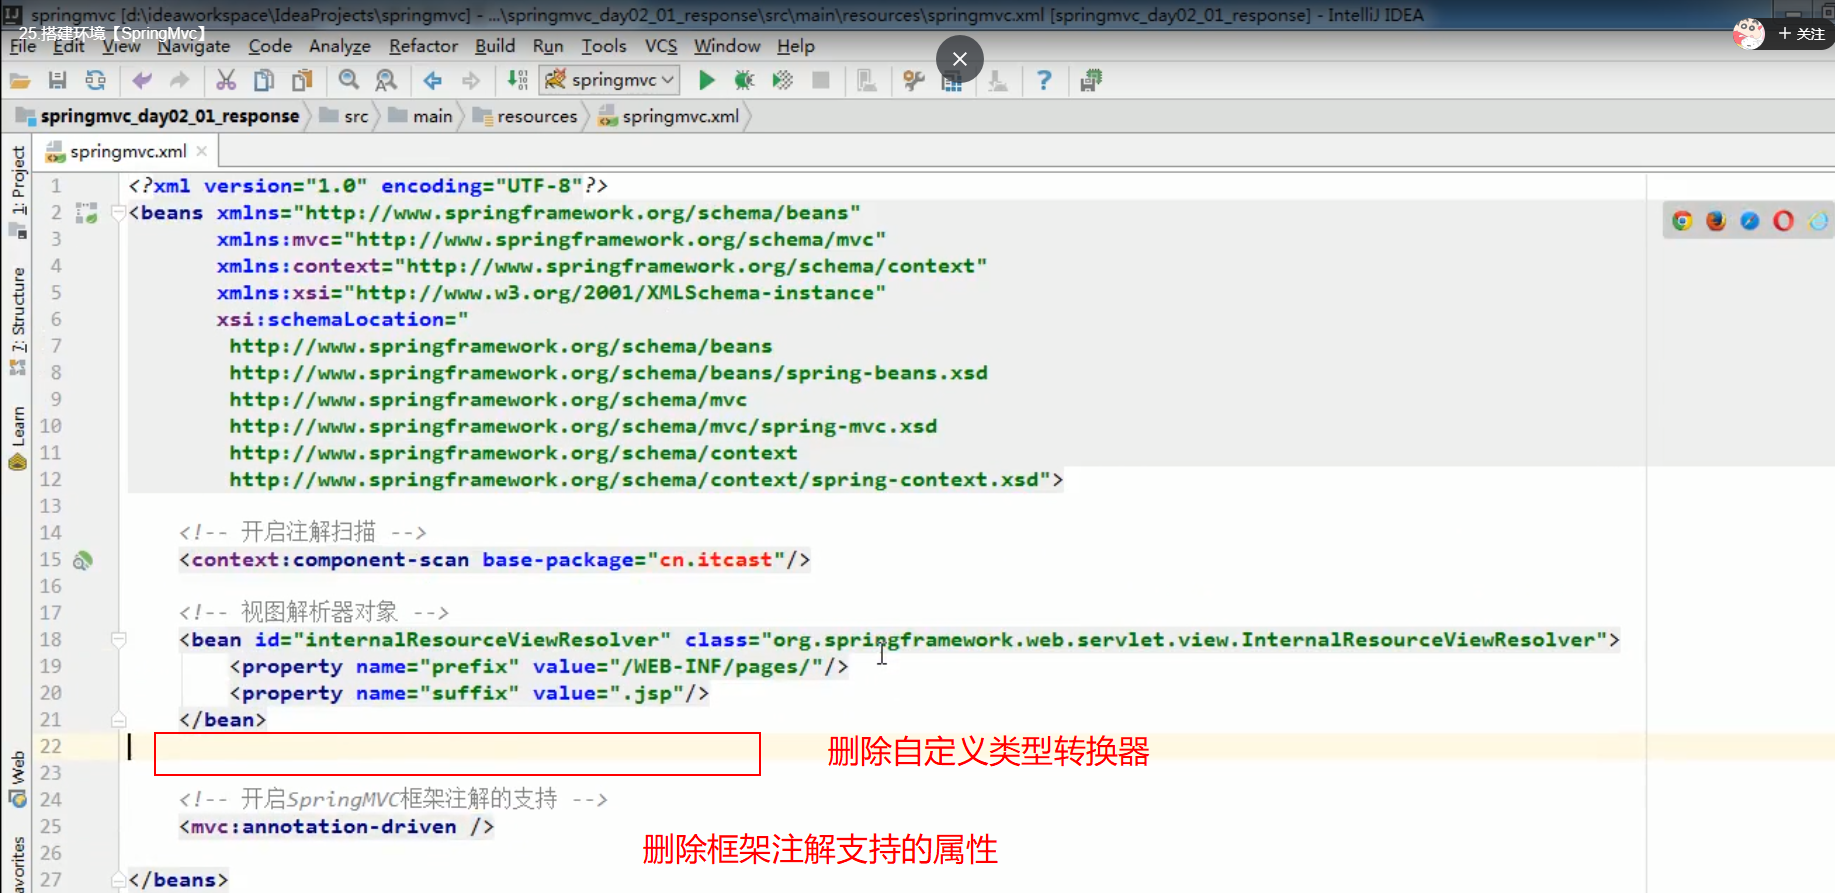 springmvc [d:\ideaworkspace\IdeaProjects\springmvc] - ...\springmvc_day02_01_response\src\main\resources\springmvc.xml [springmvc_day02_01_response] - IntelliJ IDEA
25.搭建环境【SpringMvc】
+ 关注
File Edit View Navigate Code Analyze Refactor Build Run Tools VCS Window Help
springmvc
springmvc_day02_01_response src main resources springmvc.xml
springmvc.xml
1: Project
7: Structure
Learn
Web
avorites
1 <?xml version="1.0" encoding="UTF-8"?>
2 <beans xmlns="http://www.springframework.org/schema/beans"
3 xmlns:mvc="http://www.springframework.org/schema/mvc"
4 xmlns:context="http://www.springframework.org/schema/context"
5 xmlns:xsi="http://www.w3.org/2001/XMLSchema-instance"
6 xsi:schemaLocation="
7 http://www.springframework.org/schema/beans
8 http://www.springframework.org/schema/beans/spring-beans.xsd
9 http://www.springframework.org/schema/mvc
10 http://www.springframework.org/schema/mvc/spring-mvc.xsd
11 http://www.springframework.org/schema/context
12 http://www.springframework.org/schema/context/spring-context.xsd">
13
14 <!-- 开启注解扫描 -->
15 <context:component-scan base-package="cn.itcast"/>
16
17 <!-- 视图解析器对象 -->
18 <bean id="internalResourceViewResolver" class="org.springframework.web.servlet.view.InternalResourceViewResolver">
19 <property name="prefix" value="/WEB-INF/pages/"/>
20 <property name="suffix" value=".jsp"/>
21 </bean>
22 删除自定义类型转换器
23
24 <!-- 开启SpringMVC框架注解的支持 -->
25 <mvc:annotation-driven />
删除框架注解支持的属性
26
27 </beans>